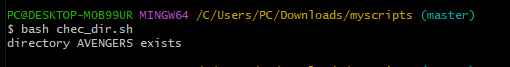 PC@DESKTOP-MOB99UR MINGW64 /C/Users/PC/Downloads/myscripts (master)
$ bash chec_dir.sh
directory AVENGERS exists